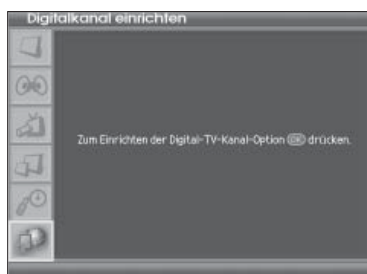 Digitalkanal einrichten
Zum Einrichten der Digital-TV-Kanal-Option OK drücken.